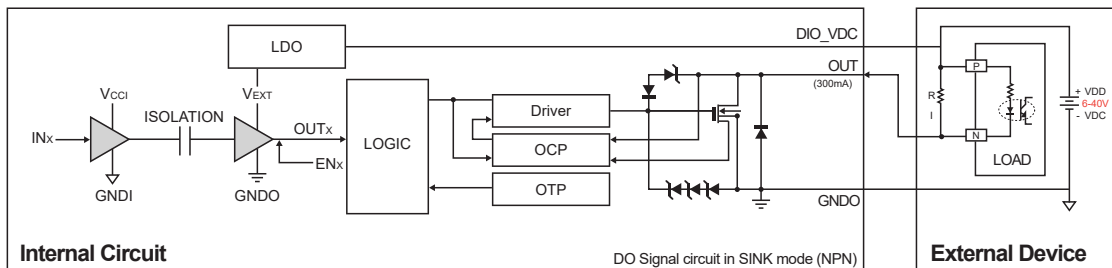 DIO_VDC
LDO
OUT
(300mA)
P
VCCI
VEXT
ISOLATION
R
I
+ VDD
6-40V
- VDC
Driver
INX
OUTX
LOGIC
OCP
N
ENX
LOAD
GNDI
GNDO
OTP
GNDO
Internal Circuit
DO Signal circuit in SINK mode (NPN)
External Device